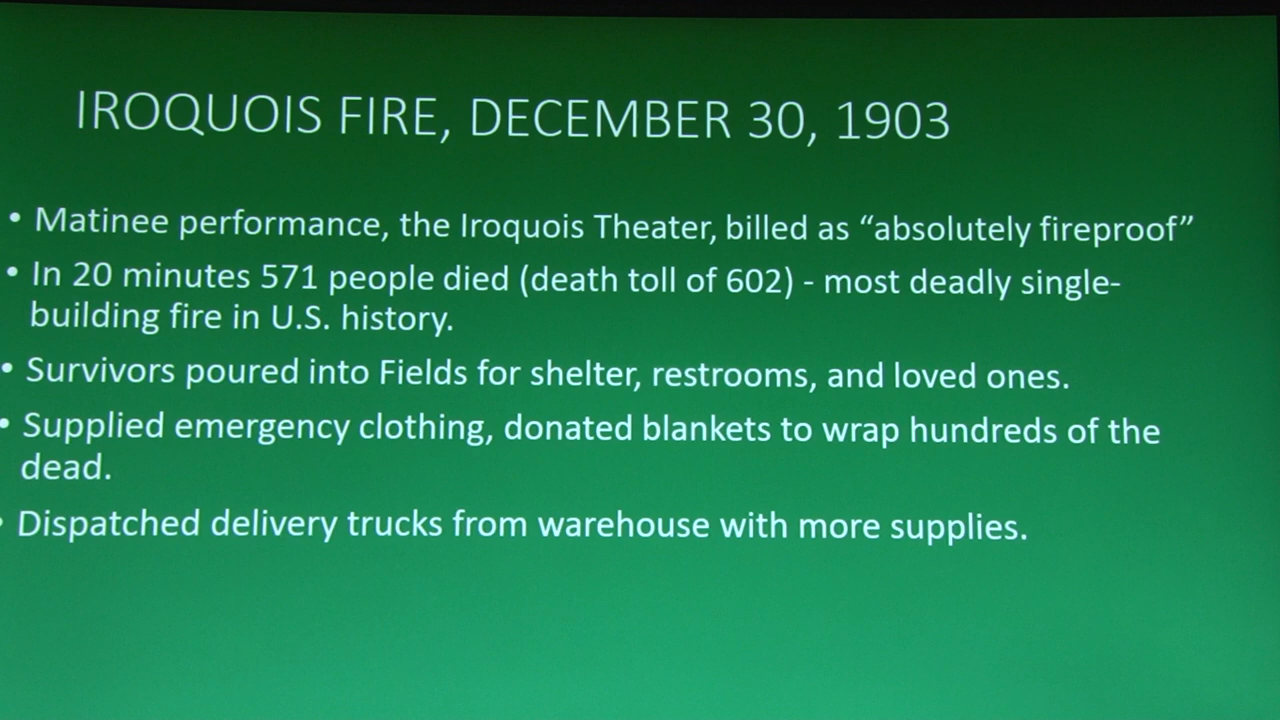 IROQUOIS FIRE, DECEMBER 30, 1903
• Matinee performance, the Iroquois Theater, billed as “absolutely fireproof”
• In 20 minutes 571 people died (death toll of 602) - most deadly single-
building fire in U.S. history.
• Survivors poured into Fields for shelter, restrooms, and loved ones.
• Supplied emergency clothing, donated blankets to wrap hundreds of the
dead.
• Dispatched delivery trucks from warehouse with more supplies.